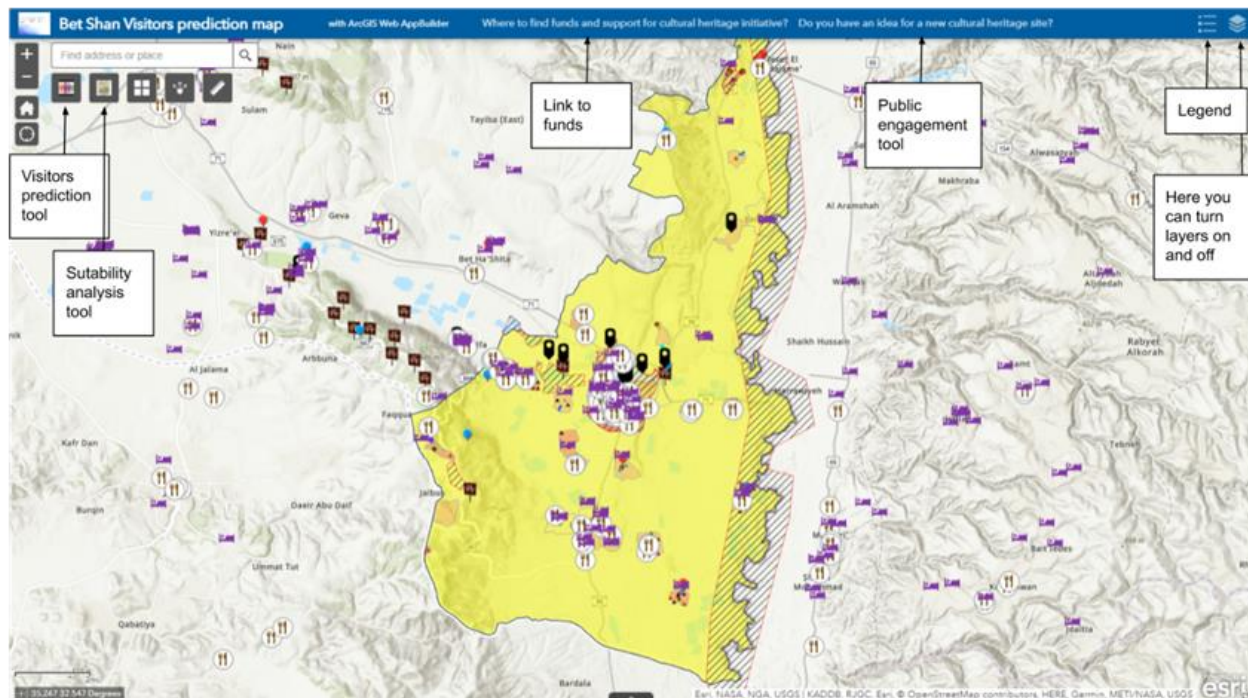 Bet Shan Visitors prediction map
with ArcGIS Web AppBuilder
Where to find funds and support for cultural heritage initiative?
Do you have an idea for a new cultural heritage site?
+
−
Find address or place
Nain
Sulam
Tayiba (East)
Link to
funds
Public
engagement
tool
Legend
Visitors
prediction
tool
Sutability
analysis
tool
Here you
can turn
layers on
and off
Alwasatyah
Makhraba
Al Aramshah
Geva
Yizre'el
Bet Ha'Shita
71
Altaybah
Aljdedah
Arbbuna
Sheikh Hussain
Rabyet
Alkorah
Al Jalama
Faqqua
Kafr Dan
Tebneh
Jalbun
Burqin
Daair Abu Daif
Ummat Tut
Qabatiya
Bardala
35.247 32.547 Degrees
Esri, NASA, NGA, USGS | KADDB, RJGC, Esri, © OpenStreetMap contributors, HERE, Garmin, METI/NASA, USGS
esri